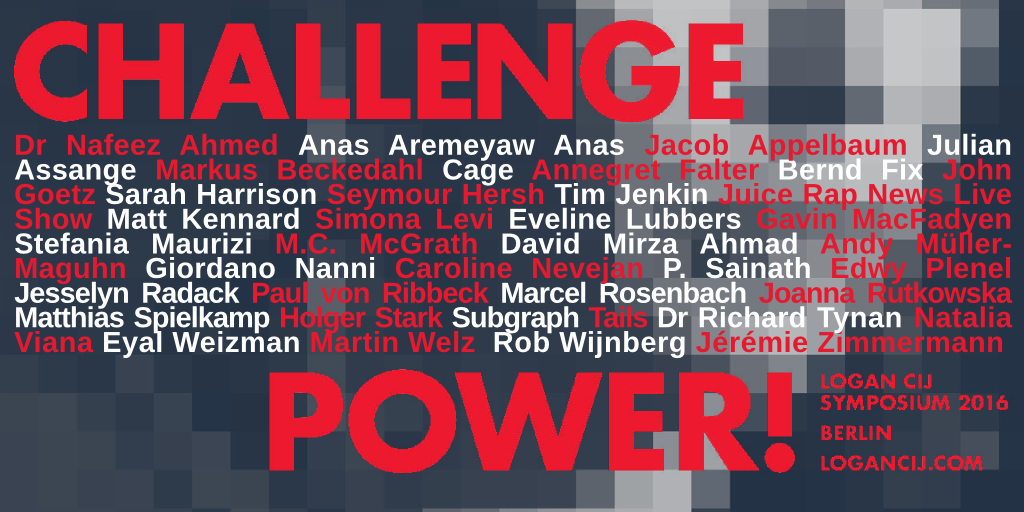 CHALLENGE
Dr Nafeez Ahmed Anas Aremeyaw Anas Jacob Appelbaum Julian
Assange Markus Beckedahl Cage Annegret Falter Bernd Fix John
Goetz Sarah Harrison Seymour Hersh Tim Jenkin Juice Rap News Live
Show Matt Kennard Simona Levi Eveline Lubbers Gavin MacFadyen
Stefania Maurizi M.C. McGrath David Mirza Ahmad Andy Müller-
Maguhn Giordano Nanni Caroline Nevejan P. Sainath Edwy Plenel
Jesselyn Radack Paul von Ribbeck Marcel Rosenbach Joanna Rutkowska
Matthias Spielkamp Holger Stark Subgraph Tails Dr Richard Tynan Natalia
Viana Eyal Weizman Martin Welz Rob Wijnberg Jérémie Zimmermann
POWER!
LOGAN CIJ
SYMPOSIUM 2016
BERLIN
LOGANCIJ.COM